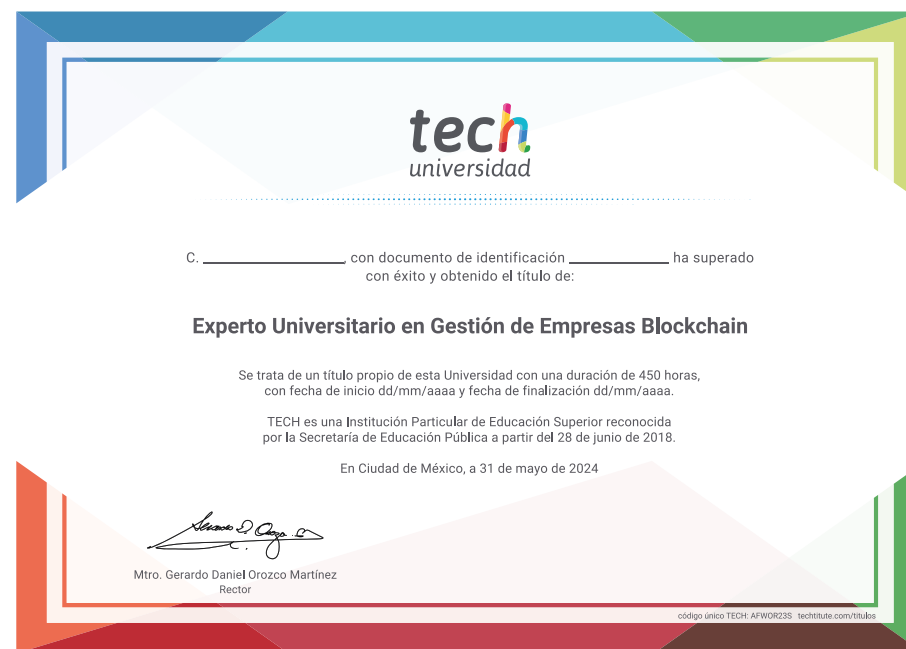 tech
universidad
C. ____________, con documento de identificación ____________ ha superado
con éxito y obtenido el título de:
Experto Universitario en Gestión de Empresas Blockchain
Se trata de un título propio de esta Universidad con una duración de 450 horas,
con fecha de inicio dd/mm/aaaa y fecha de finalización dd/mm/aaaa.
TECH es una Institución Particular de Educación Superior reconocida
por la Secretaría de Educación Pública a partir del 28 de junio de 2018.
En Ciudad de México, a 31 de mayo de 2024
Mtro. Gerardo Daniel Orozco Martínez
Rector
código único TECH: AFWOR23S techtitute.com/titulos